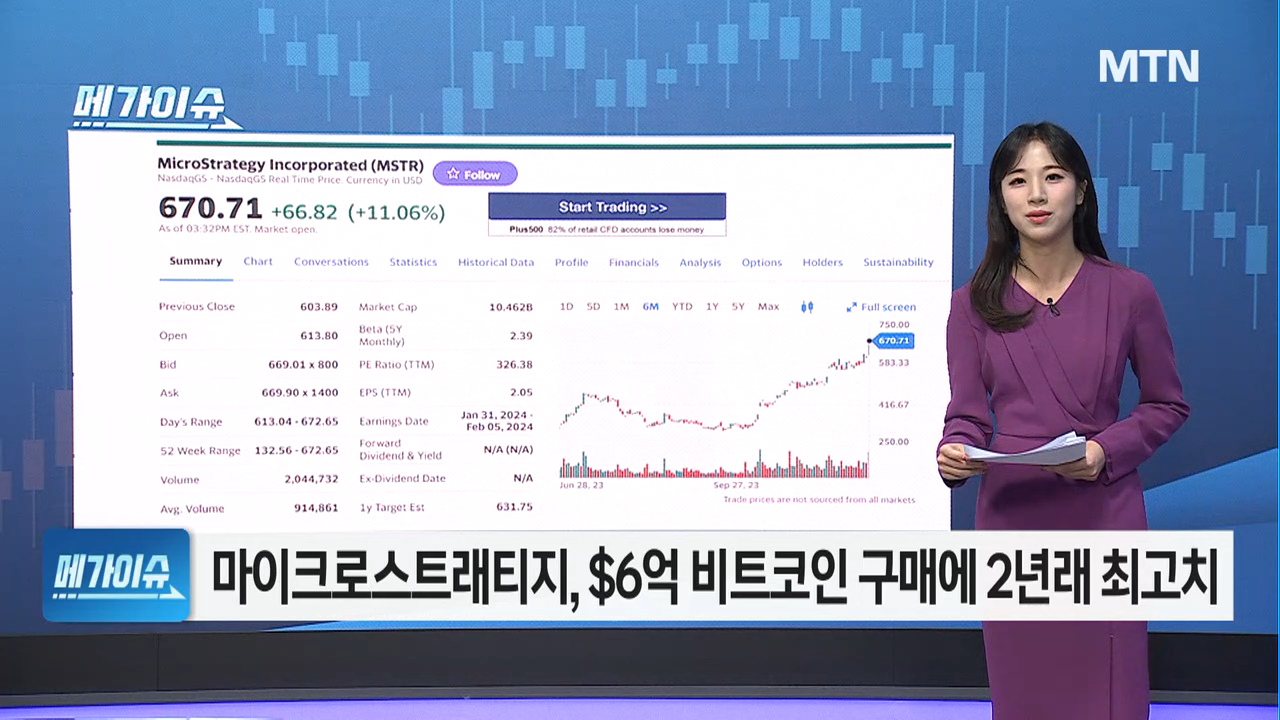 MTN
메가이슈
MicroStrategy Incorporated (MSTR)
Follow
NasdaqGS - NasdaqGS Real Time Price. Currency in USD
670.71 +66.82 (+11.06%)
As of 03:32PM EST. Market open.
Start Trading >>
Plus500 82% of retail CFD accounts lose money
Summary Chart Conversations Statistics Historical Data Profile Financials Analysis Options Holders Sustainability
Previous Close 603.89
Open 613.80
Bid 669.01 x 800
Ask 669.90 x 1400
Day's Range 613.04 - 672.65
52 Week Range 132.56 - 672.65
Volume 2,044,732
Avg. Volume 914,861
Market Cap 10.462B
Beta (5Y
Monthly) 2.39
PE Ratio (TTM) 326.38
EPS (TTM) 2.05
Earnings Date Jan 31, 2024 -
Feb 05, 2024
Forward
Dividend & Yield N/A (N/A)
Ex-Dividend Date N/A
1y Target Est 631.75
1D 5D 1M 6M YTD 1Y 5Y Max Full screen
750.00
670.71
583.33
416.67
250.00
Jun 28, 23 Sep 27, 23
Trade prices are not sourced from all markets
메가이슈
마이크로스트래티지, $6억 비트코인 구매에 2년래 최고치